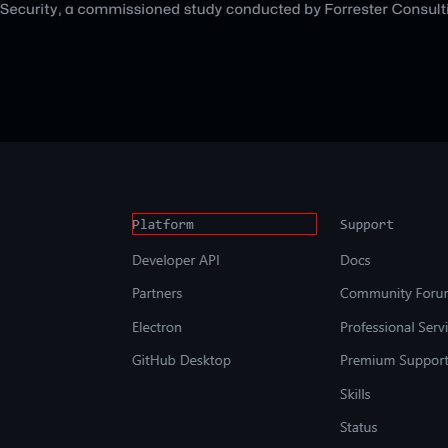 Security, a commissioned study conducted by Forrester Consulti
Platform
Developer API
Partners
Electron
GitHub Desktop
Support
Docs
Community Forum
Professional Servi
Premium Support
Skills
Status